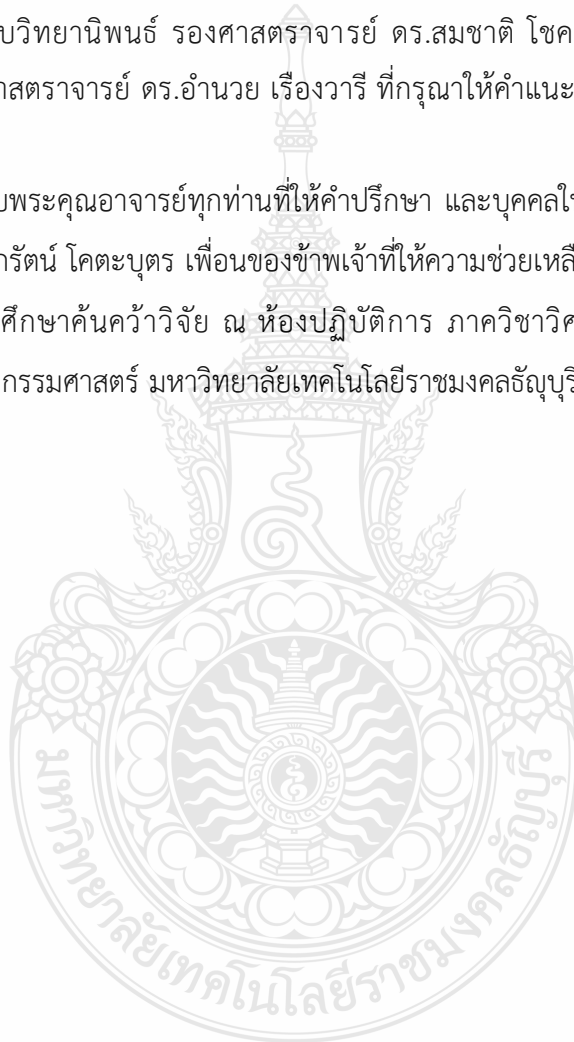 บวิทยานิพนธ์ รองศาสตราจารย์ ดร.สมชาติ โชค
าสตราจารย์ ดร.อำนวย เรืองวารี ที่กรุณาให้คำแนะ
บพระคุณอาจารย์ทุกท่านที่ให้คำปรึกษา และบุคคลใ
กรัตน์ โคตะบุตร เพื่อนของข้าพเจ้าที่ให้ความช่วยเหลื
ศึกษาค้นคว้าวิจัย ณ ห้องปฏิบัติการ ภาควิชาวิศ
กรรมศาสตร์ มหาวิทยาลัยเทคโนโลยีราชมงคลธัญบุรี
มหาวิทยาลัยเทคโนโลยีราชมงคลธัญบุรี